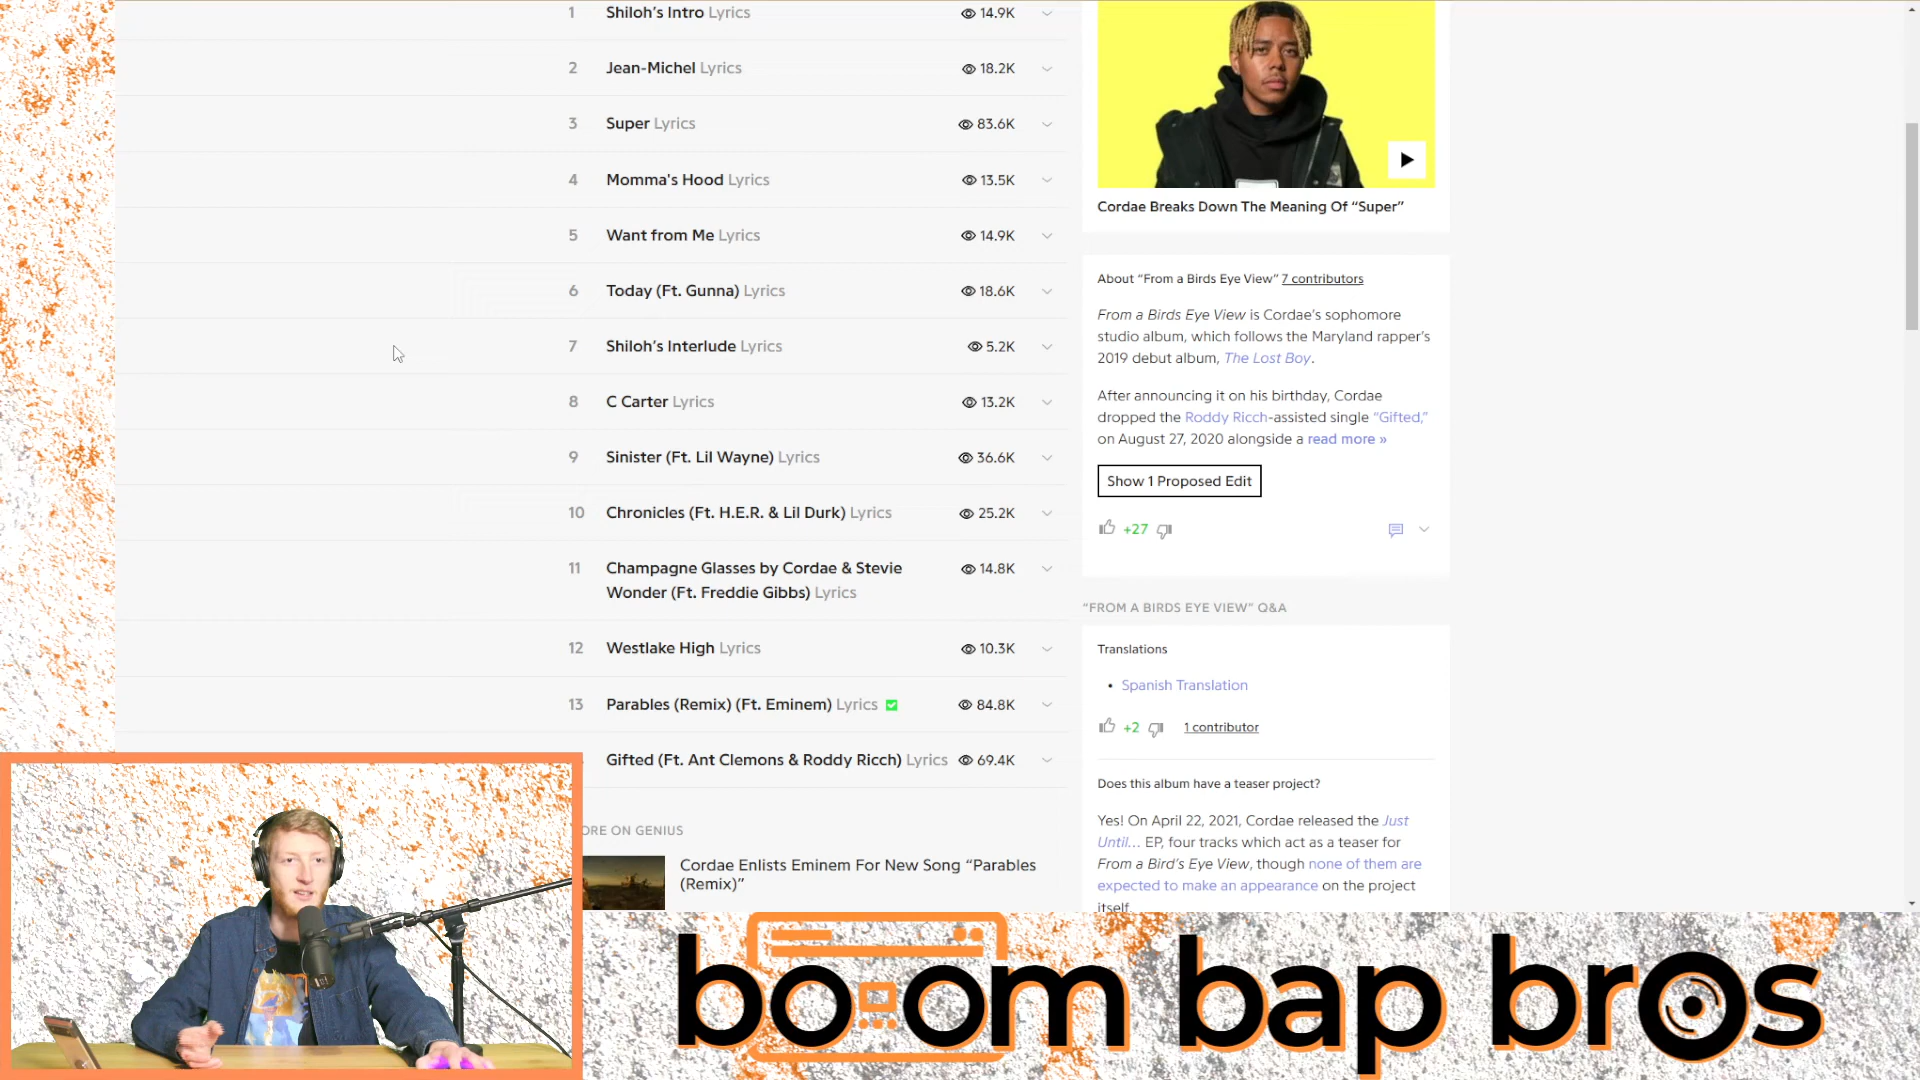 1 Shiloh's Intro Lyrics 14.9K
2 Jean-Michel Lyrics 18.2K
3 Super Lyrics 83.6K
4 Momma's Hood Lyrics 13.5K
5 Want from Me Lyrics 14.9K
6 Today (Ft. Gunna) Lyrics 18.6K
7 Shiloh's Interlude Lyrics 5.2K
8 C Carter Lyrics 13.2K
9 Sinister (Ft. Lil Wayne) Lyrics 36.6K
10 Chronicles (Ft. H.E.R. & Lil Durk) Lyrics 25.2K
11 Champagne Glasses by Cordae & Stevie 14.8K
Wonder (Ft. Freddie Gibbs) Lyrics
12 Westlake High Lyrics 10.3K
13 Parables (Remix) (Ft. Eminem) Lyrics 84.8K
Gifted (Ft. Ant Clemons & Roddy Ricch) Lyrics 69.4K
ORE ON GENIUS
Cordae Enlists Eminem For New Song “Parables
(Remix)”
Cordae Breaks Down The Meaning Of “Super”
About “From a Birds Eye View” 7 contributors
From a Birds Eye View is Cordae's sophomore
studio album, which follows the Maryland rapper's
2019 debut album, The Lost Boy.
After announcing it on his birthday, Cordae
dropped the Roddy Ricch-assisted single “Gifted,”
on August 27, 2020 alongside a read more »
Show 1 Proposed Edit
+27
“FROM A BIRDS EYE VIEW” Q&A
Translations
• Spanish Translation
+2 1 contributor
Does this album have a teaser project?
Yes! On April 22, 2021, Cordae released the Just
Until... EP, four tracks which act as a teaser for
From a Bird's Eye View, though none of them are
expected to make an appearance on the project
itself.
boom bap bros